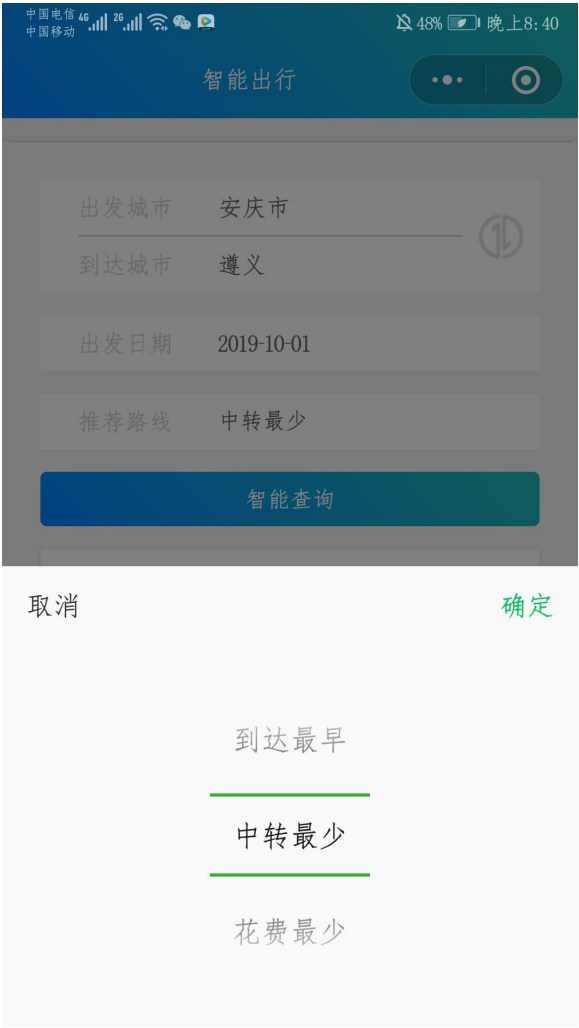 中国电信 4G 2G 48% 晚上8:40
中国移动
智能出行
出发城市 安庆市
到达城市 遵义
出发日期 2019-10-01
推荐路线 中转最少
智能查询
取消 确定
到达最早
中转最少
花费最少